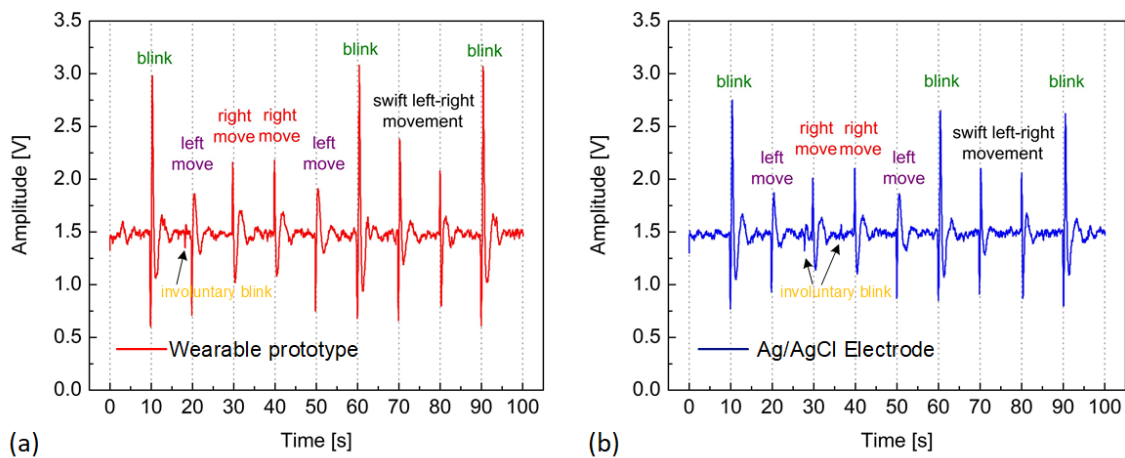 3.5
3.0
2.5
2.0
1.5
1.0
0.5
0.0
Amplitude [V]
blink
blink
blink
left
move
right
move
right
move
left
move
swift left-right
movement
involuntary blink
Wearable prototype
0 10 20 30 40 50 60 70 80 90 100
Time [s]
(a)
3.5
3.0
2.5
2.0
1.5
1.0
0.5
0.0
Amplitude [V]
blink
blink
blink
left
move
right
move
right
move
left
move
swift left-right
movement
involuntary blink
Ag/AgCl Electrode
0 10 20 30 40 50 60 70 80 90 100
Time [s]
(b)